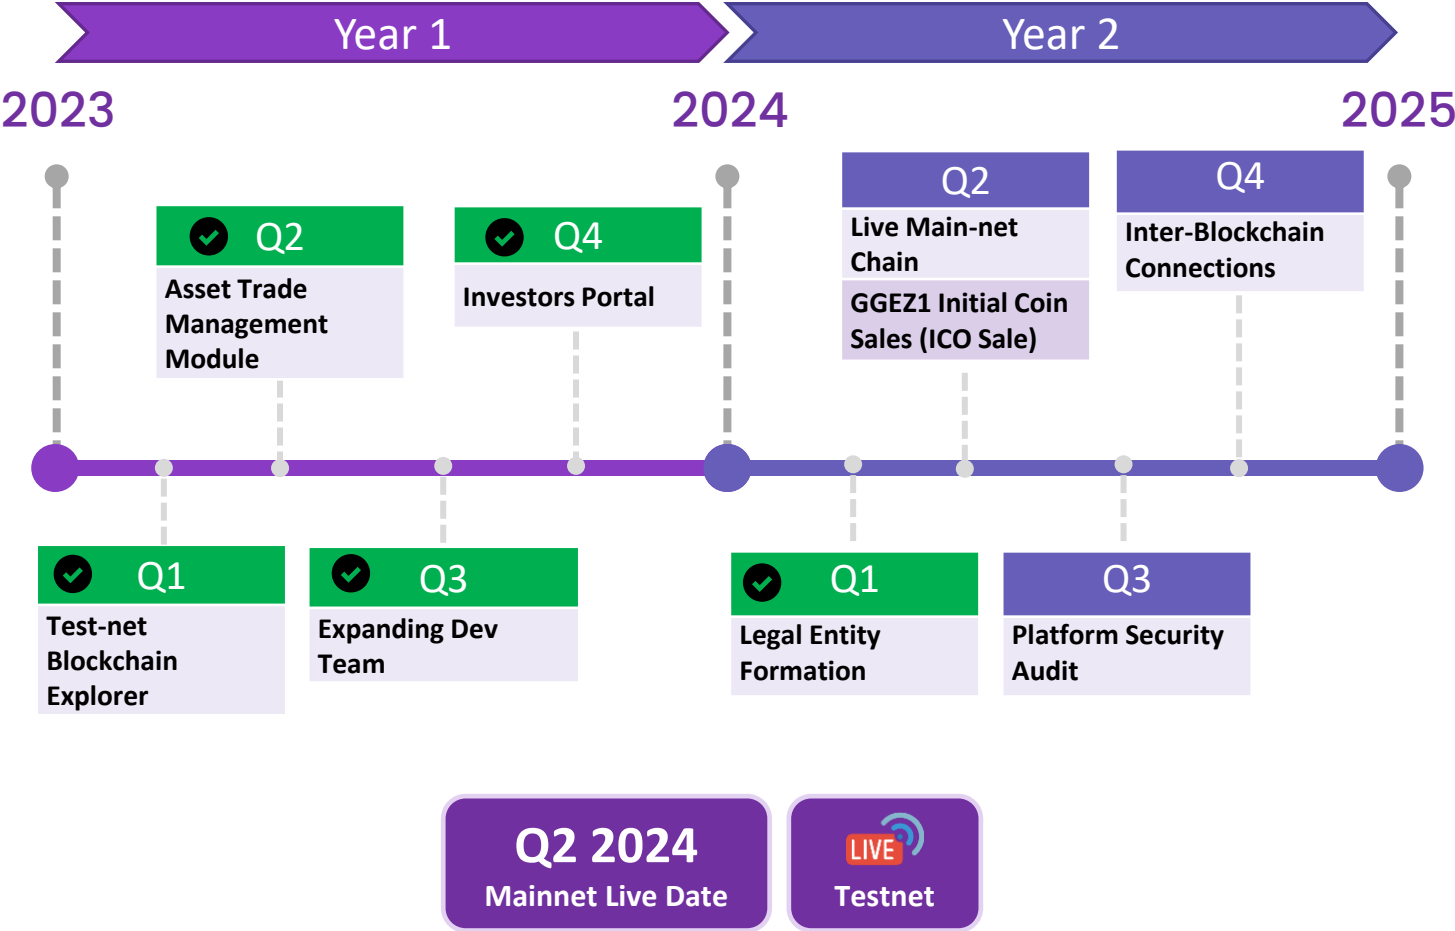 Year 1
Year 2
2023
2024
2025
Q2
Asset Trade
Management
Module
Q4
Investors Portal
Q2
Live Main-net
Chain
GGEZ1 Initial Coin
Sales (ICO Sale)
Q4
Inter-Blockchain
Connections
Q1
Test-net
Blockchain
Explorer
Q3
Expanding Dev
Team
Q1
Legal Entity
Formation
Q3
Platform Security
Audit
Q2 2024
Mainnet Live Date
LIVE
Testnet